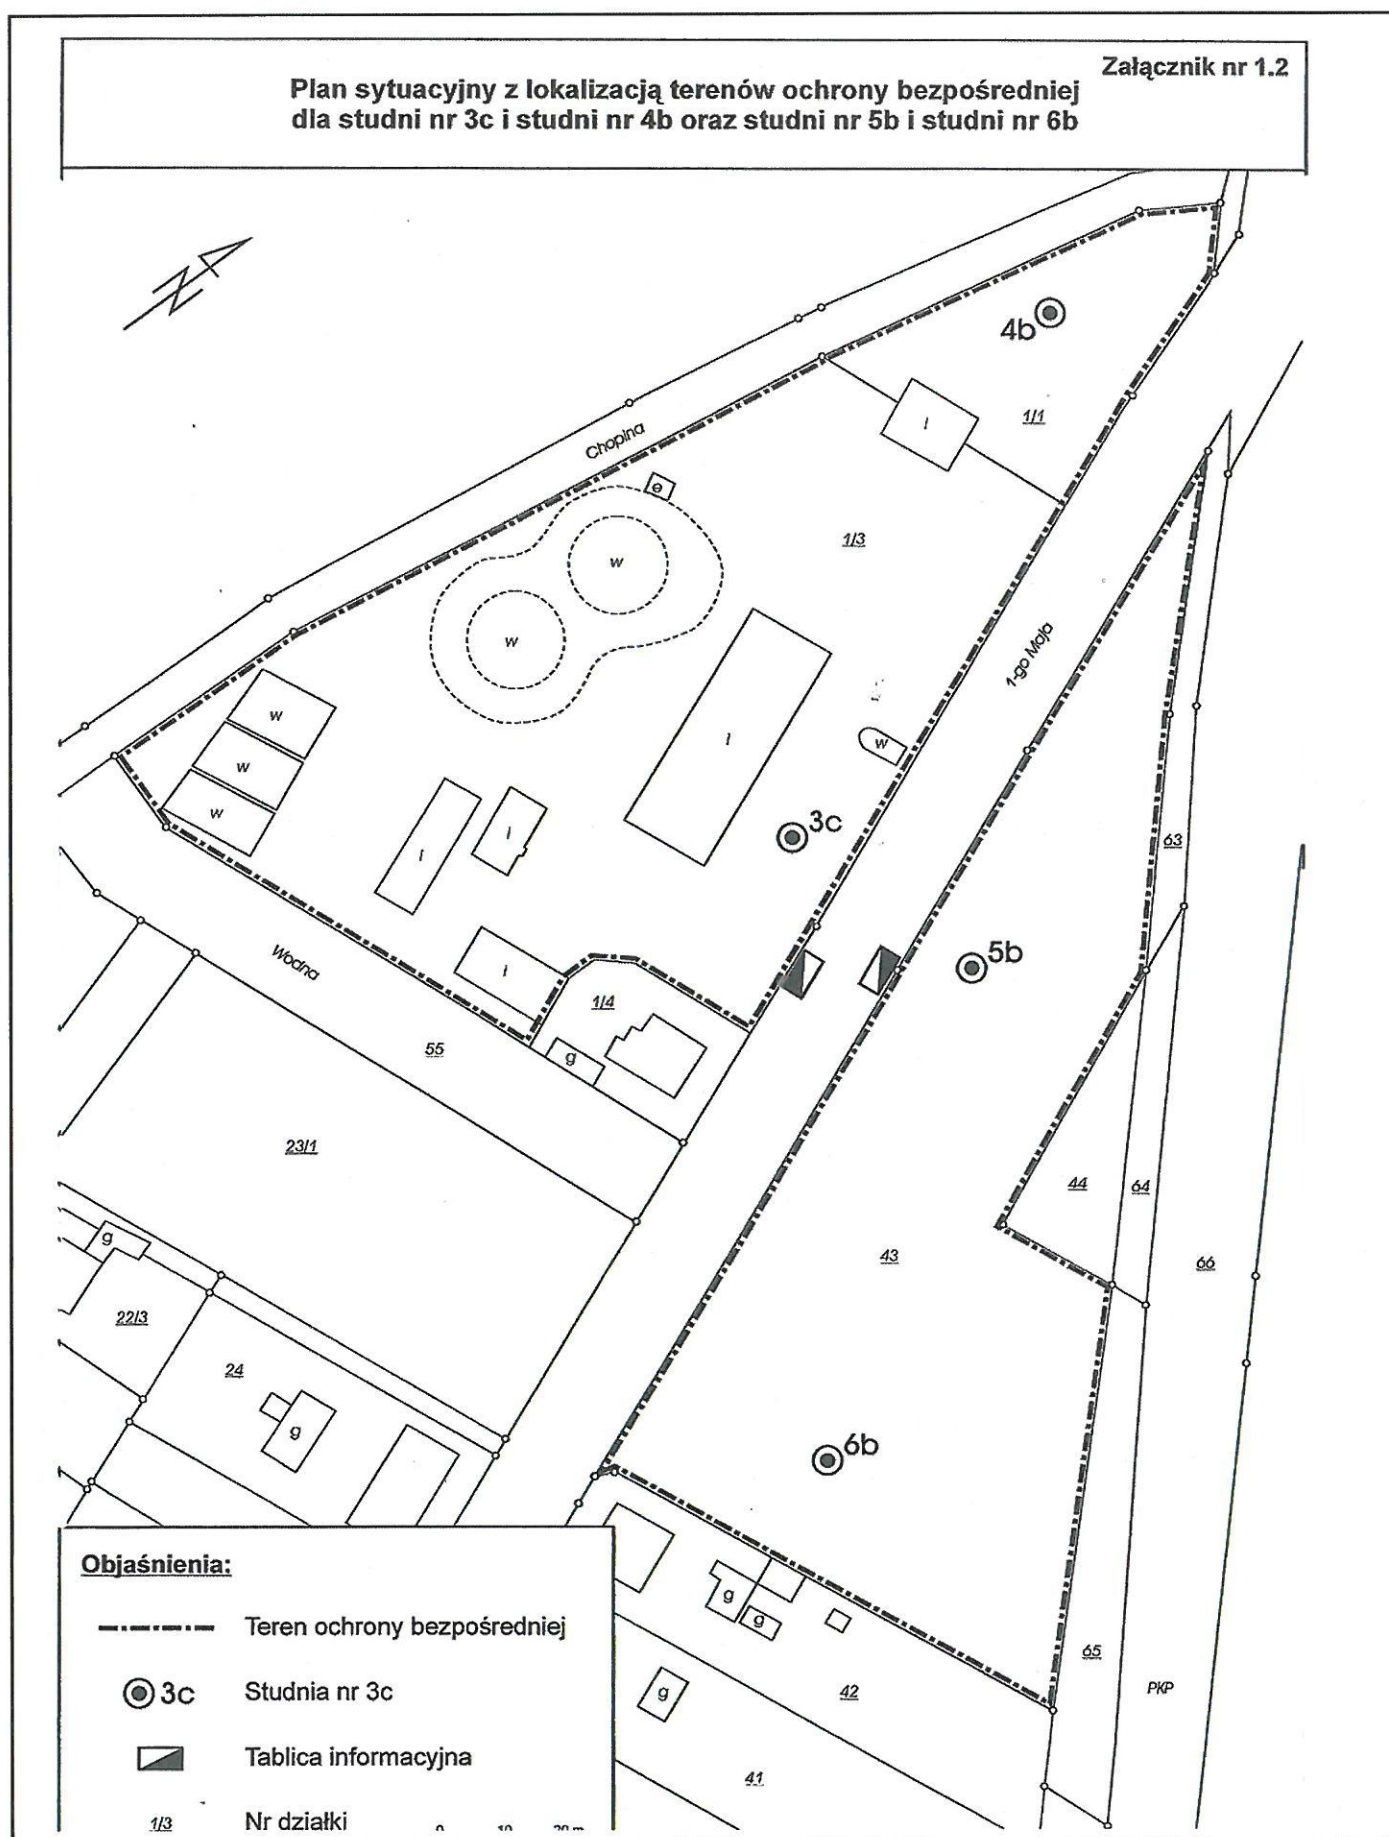 Załącznik nr 1.2
Plan sytuacyjny z lokalizacją terenów ochrony bezpośredniej
dla studni nr 3c i studni nr 4b oraz studni nr 5b i studni nr 6b
N
4b
Chopina
i
1/1
e
1/3
w
w
1-go Maja
w
w
w
i
w
3c
i
i
63
Wodna
i
5b
1/4
g
55
23/1
44
64
g
43
66
22/3
24
g
6b
Objaśnienia:
g
g
Teren ochrony bezpośredniej
65
3c
Studnia nr 3c
g
42
PKP
Tablica informacyjna
41
1/3
Nr działki
0 10 20 m